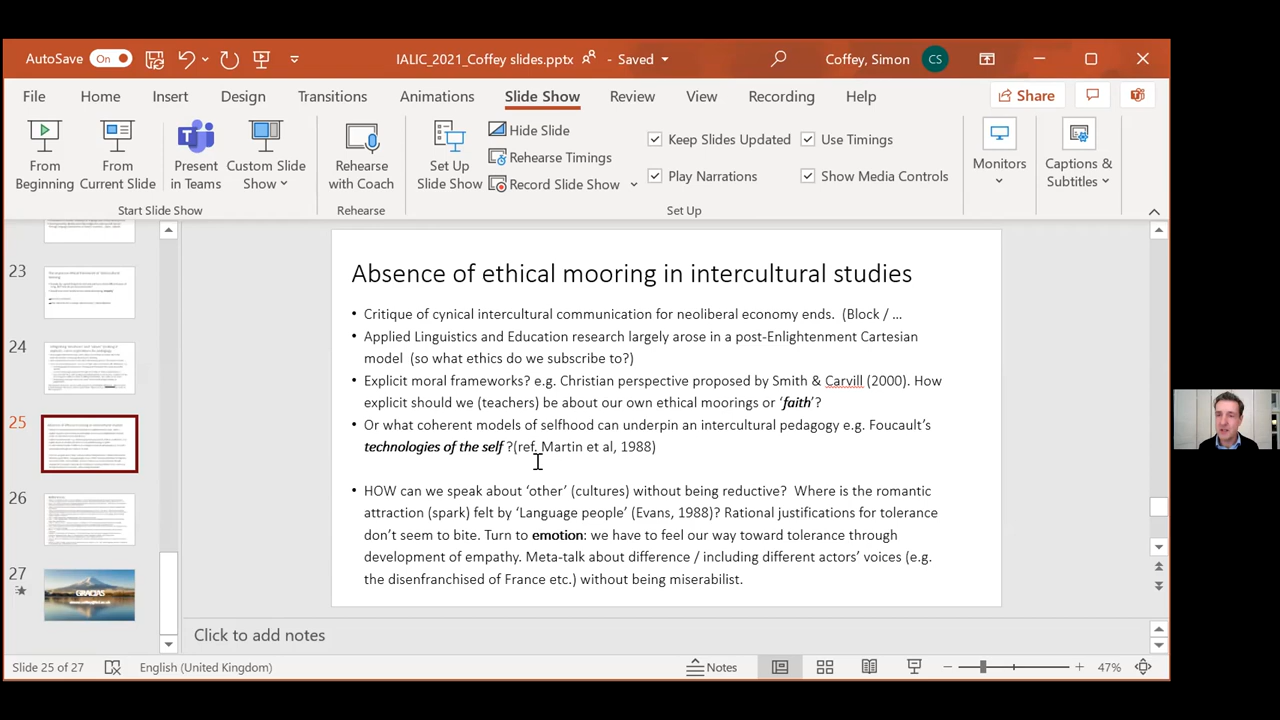 AutoSave On IALIC_2021_Coffey slides.pptx - Saved Coffey, Simon CS
File Home Insert Design Transitions Animations Slide Show Review View Recording Help Share
From Beginning
From Current Slide
Present in Teams
Custom Slide Show
Rehearse with Coach
Set Up Slide Show
Hide Slide
Rehearse Timings
Record Slide Show
Keep Slides Updated
Use Timings
Play Narrations
Show Media Controls
Monitors
Captions & Subtitles
Start Slide Show
Rehearse
Set Up
23
24
25
26
27
GRACIAS
Absence of ethical mooring in intercultural studies
• Critique of cynical intercultural communication for neoliberal economy ends. (Block / …
• Applied Linguistics and Education research largely arose in a post-Enlightenment Cartesian
model (so what ethics do we subscribe to?)
• Explicit moral frameworks? e.g. Christian perspective proposed by Smith & Carvill (2000). How
explicit should we (teachers) be about our own ethical moorings or ‘faith’?
• Or what coherent models of selfhood can underpin an intercultural pedagogy e.g. Foucault’s
technologies of the self ?(ref. Martin et al, 1988)
• HOW can we speak about ‘other’ (cultures) without being reductive? Where is the romantic
attraction (spark) felt by ‘Language people’ (Evans, 1988)? Rational justifications for tolerance
don’t seem to bite. Turn to emotion: we have to feel our way toward tolerance through
development of empathy. Meta-talk about difference / including different actors’ voices (e.g.
the disenfranchised of France etc.) without being miserabilist.
Click to add notes
Slide 25 of 27 English (United Kingdom) Notes 47%